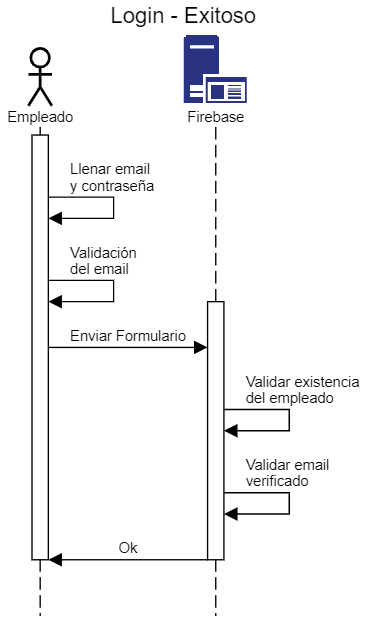 Login - Exitoso
Empleado
Firebase
Llenar email
y contraseña
Validación
del email
Enviar Formulario
Validar existencia
del empleado
Validar email
verificado
Ok